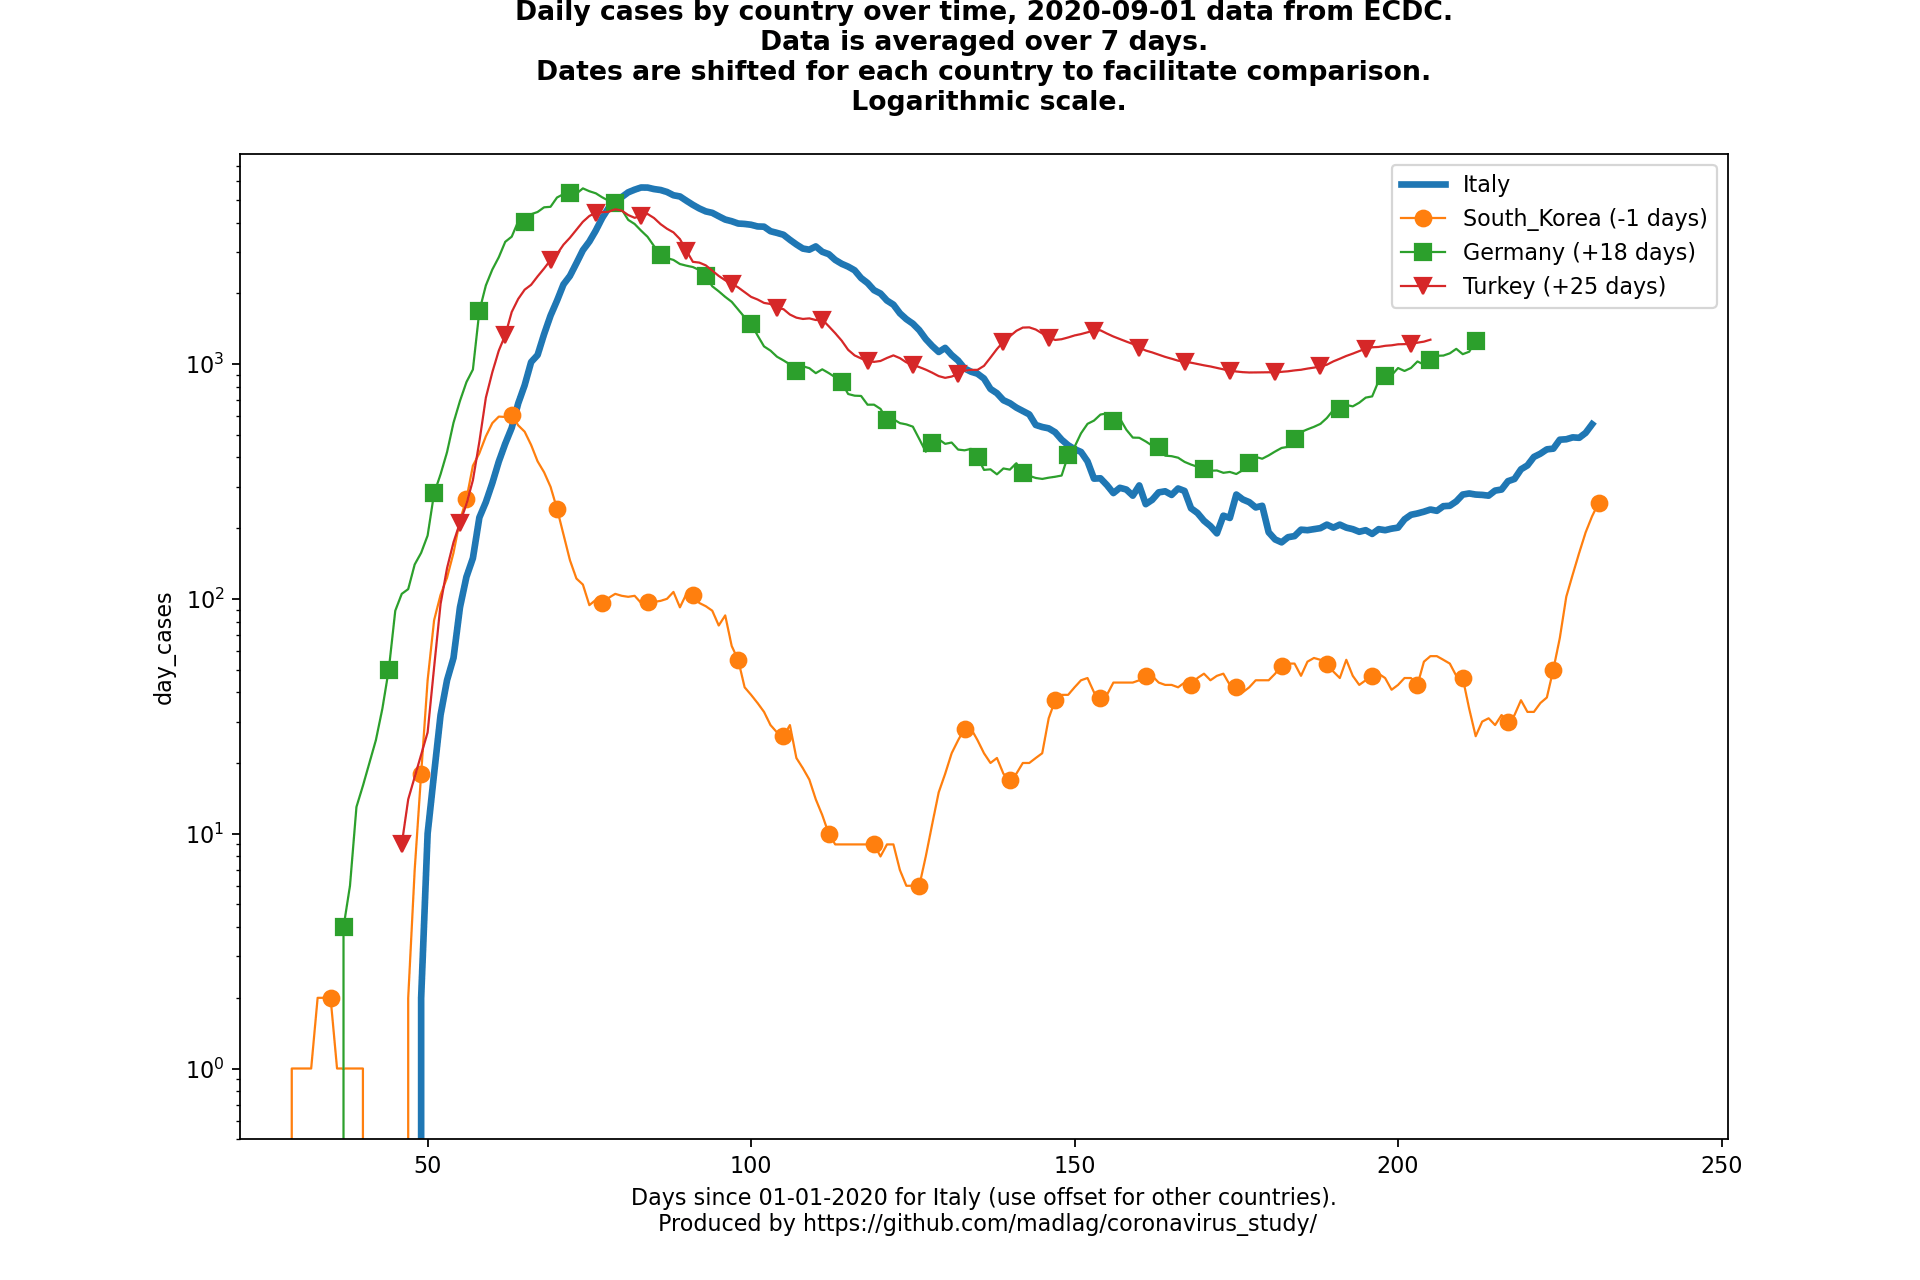 Daily cases by country over time, 2020-09-01 data from ECDC.
Data is averaged over 7 days.
Dates are shifted for each country to facilitate comparison.
Logarithmic scale.
Italy
South_Korea (-1 days)
Germany (+18 days)
Turkey (+25 days)
10³
10²
10¹
10⁰
day_cases
50 100 150 200 250
Days since 01-01-2020 for Italy (use offset for other countries).
Produced by https://github.com/madlag/coronavirus_study/